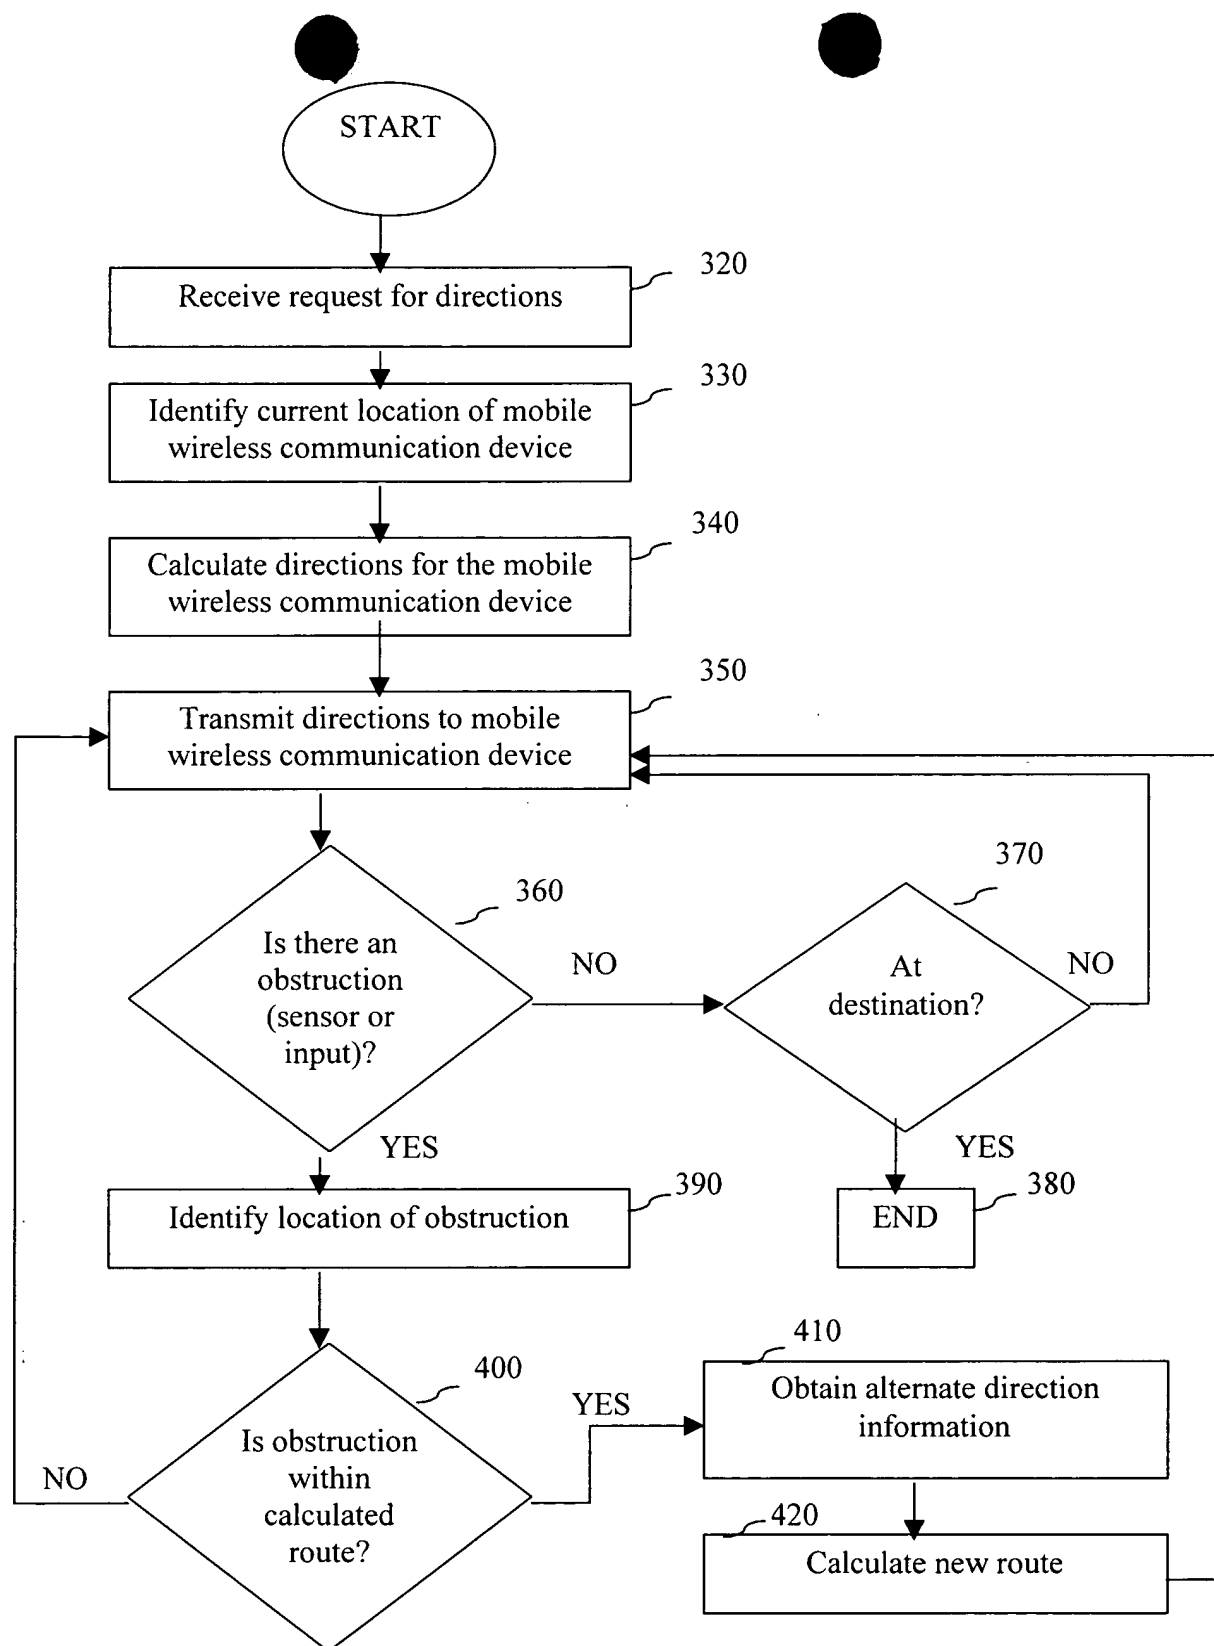 START
320
Receive request for directions
330
Identify current location of mobile
wireless communication device
340
Calculate directions for the mobile
wireless communication device
350
Transmit directions to mobile
wireless communication device
360
Is there an
obstruction
(sensor or
input)?
NO
370
At
destination?
NO
YES
YES
390
Identify location of obstruction
380
END
400
Is obstruction
within
calculated
route?
NO
YES
410
Obtain alternate direction
information
420
Calculate new route